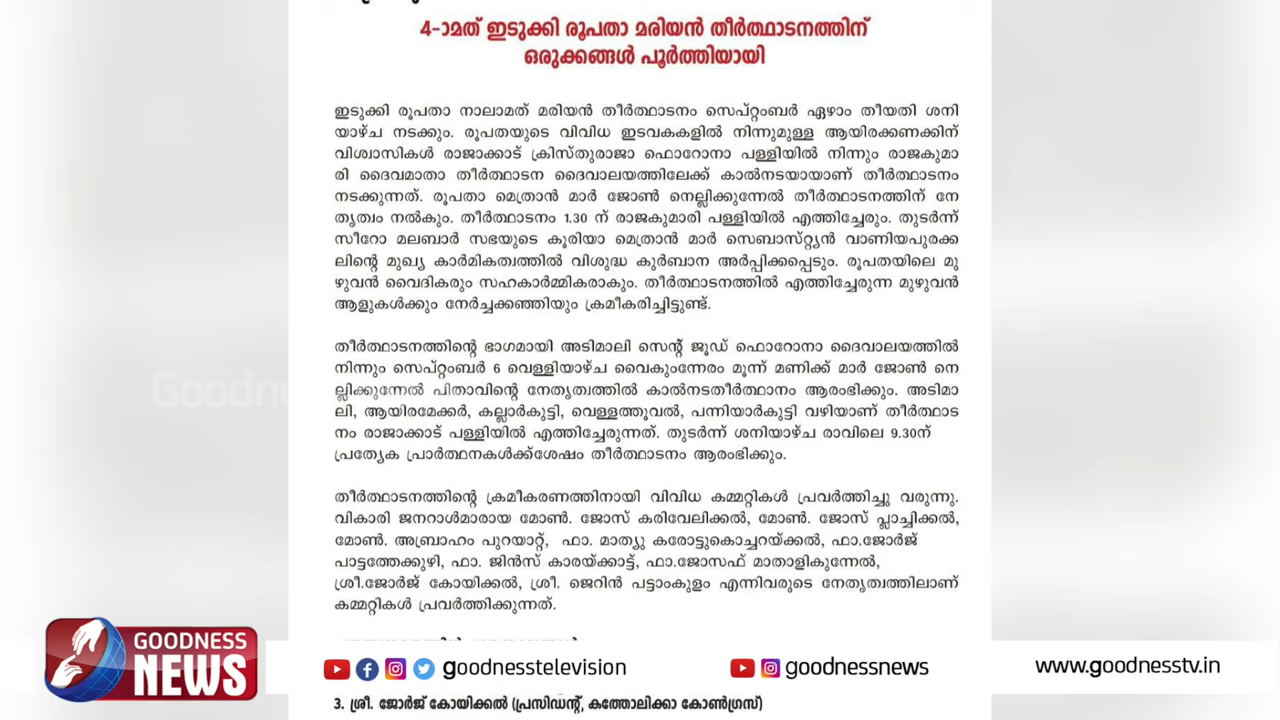 4-ാമത് ഇടുക്കി രൂപതാ മരിയൻ തീർത്ഥാടനത്തിന്
ഒരുക്കങ്ങൾ പൂർത്തിയായി
ഇടുക്കി രൂപതാ നാലാമത് മരിയൻ തീർത്ഥാടനം സെപ്റ്റംബർ ഏഴാം തീയതി ശനി
യാഴ്ച നടക്കും. രൂപതയുടെ വിവിധ ഇടവകകളിൽ നിന്നുമുള്ള ആയിരക്കണക്കിന്
വിശ്വാസികൾ രാജാക്കാട് ക്രിസ്തുരാജാ ഫൊറോനാ പള്ളിയിൽ നിന്നും രാജകുമാ
രി ദൈവമാതാ തീർത്ഥാടന ദൈവാലയത്തിലേക്ക് കാൽനടയായാണ് തീർത്ഥാടനം
നടക്കുന്നത്. രൂപതാ മെത്രാൻ മാർ ജോൺ നെല്ലിക്കുന്നേൽ തീർത്ഥാടനത്തിന് നേ
തൃത്വം നൽകും. തീർത്ഥാടനം 1.30 ന് രാജകുമാരി പള്ളിയിൽ എത്തിച്ചേരും. തുടർന്ന്
സീറോ മലബാർ സഭയുടെ കൂരിയാ മെത്രാൻ മാർ സെബാസ്റ്റ്യൻ വാണിയപുരക്ക
ലിന്റെ മുഖ്യ കാർമികത്വത്തിൽ വിശുദ്ധ കുർബാന അർപ്പിക്കപ്പെടും. രൂപതയിലെ മു
ഴുവൻ വൈദികരും സഹകാർമ്മികരാകും. തീർത്ഥാടനത്തിൽ എത്തിച്ചേരുന്ന മുഴുവൻ
ആളുകൾക്കും നേർച്ചക്കഞ്ഞിയും ക്രമീകരിച്ചിട്ടുണ്ട്.
തീർത്ഥാടനത്തിന്റെ ഭാഗമായി അടിമാലി സെന്റ് ജൂഡ് ഫൊറോനാ ദൈവാലയത്തിൽ
നിന്നും സെപ്റ്റംബർ 6 വെള്ളിയാഴ്ച വൈകുംന്നേരം മൂന്ന് മണിക്ക് മാർ ജോൺ നെ
ല്ലിക്കുന്നേൽ പിതാവിന്റെ നേതൃത്വത്തിൽ കാൽനടതീർത്ഥാനം ആരംഭിക്കും. അടിമാ
ലി, ആയിരമേക്കർ, കല്ലാർകുട്ടി, വെള്ളത്തൂവൽ, പന്നിയാർകുട്ടി വഴിയാണ് തീർത്ഥാട
നം രാജാക്കാട് പള്ളിയിൽ എത്തിച്ചേരുന്നത്. തുടർന്ന് ശനിയാഴ്ച രാവിലെ 9.30ന്
പ്രത്യേക പ്രാർത്ഥനകൾക്ക്ശേഷം തീർത്ഥാടനം ആരംഭിക്കും.
തീർത്ഥാടനത്തിന്റെ ക്രമീകരണത്തിനായി വിവിധ കമ്മറ്റികൾ പ്രവർത്തിച്ചു വരുന്നു.
വികാരി ജനറാൾമാരായ മോൺ. ജോസ് കരിവേലിക്കൽ, മോൺ. ജോസ് പ്ലാച്ചിക്കൽ,
മോൺ. അബ്രാഹം പുറയാറ്റ്, ഫാ. മാത്യു കരോട്ടുകൊച്ചറയ്ക്കൽ, ഫാ.ജോർജ്
പാട്ടത്തേക്കുഴി, ഫാ. ജിൻസ് കാരയ്ക്കാട്ട്, ഫാ.ജോസഫ് മാതാളികുന്നേൽ,
ശ്രീ.ജോർജ് കോയിക്കൽ, ശ്രീ. ജെറിൻ പട്ടാംകുളം എന്നിവരുടെ നേതൃത്വത്തിലാണ്
കമ്മറ്റികൾ പ്രവർത്തിക്കുന്നത്.
GOODNESS
NEWS
goodnesstelevision
goodnessnews
www.goodnesstv.in
3. ശ്രീ. ജോർജ് കോയിക്കൽ (പ്രസിഡന്റ്, കത്തോലിക്കാ കോൺഗ്രസ്)